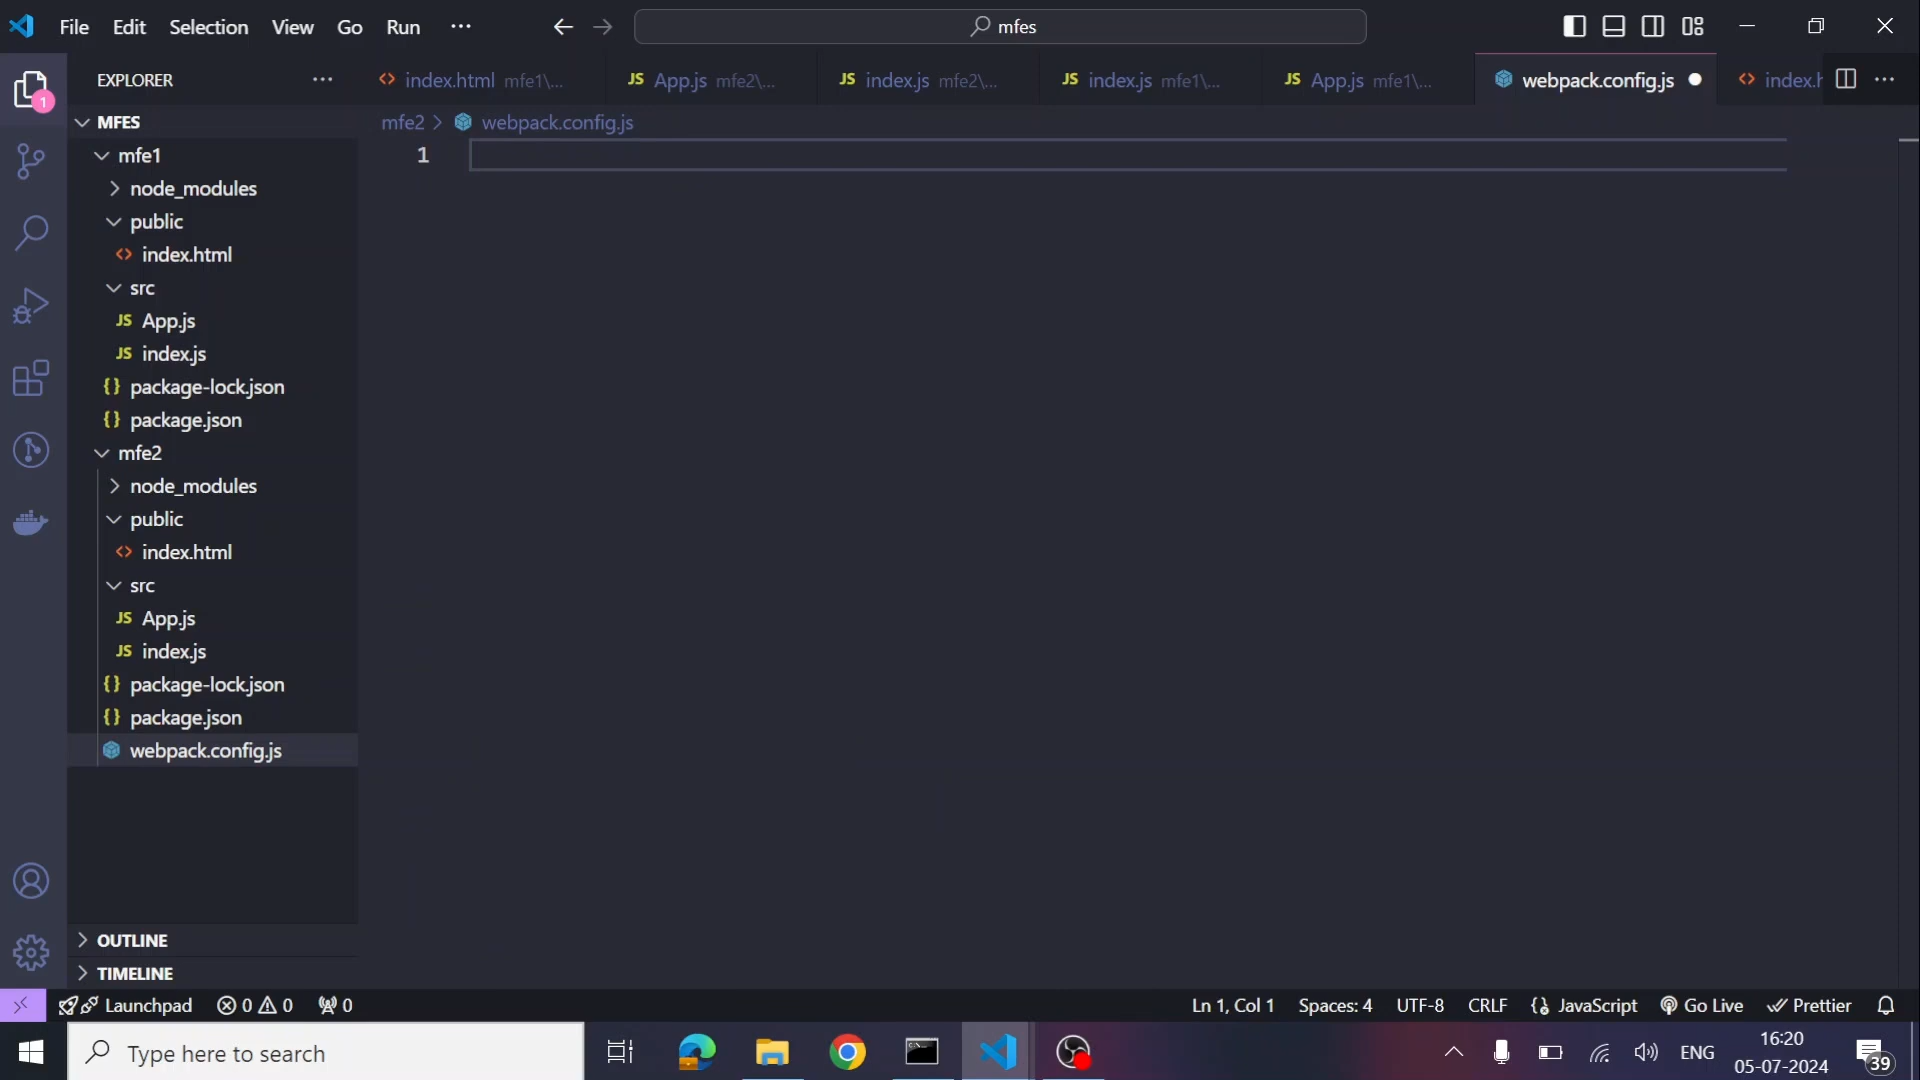 File Edit Selection View Go Run ··· mfes
EXPLORER ···
index.html mfe1\... JS App.js mfe2\... JS index.js mfe2\... JS index.js mfe1\... JS App.js mfe1\... webpack.config.js index.h ···
mfe2 > webpack.config.js
1
MFES
mfe1
node_modules
public
index.html
src
JS App.js
JS index.js
{} package-lock.json
{} package.json
mfe2
node_modules
public
index.html
src
JS App.js
JS index.js
{} package-lock.json
{} package.json
webpack.config.js
OUTLINE
TIMELINE
1
Launchpad 0 0 0 Ln 1, Col 1 Spaces: 4 UTF-8 CRLF {} JavaScript Go Live Prettier
Type here to search ENG 16:20
05-07-2024
39